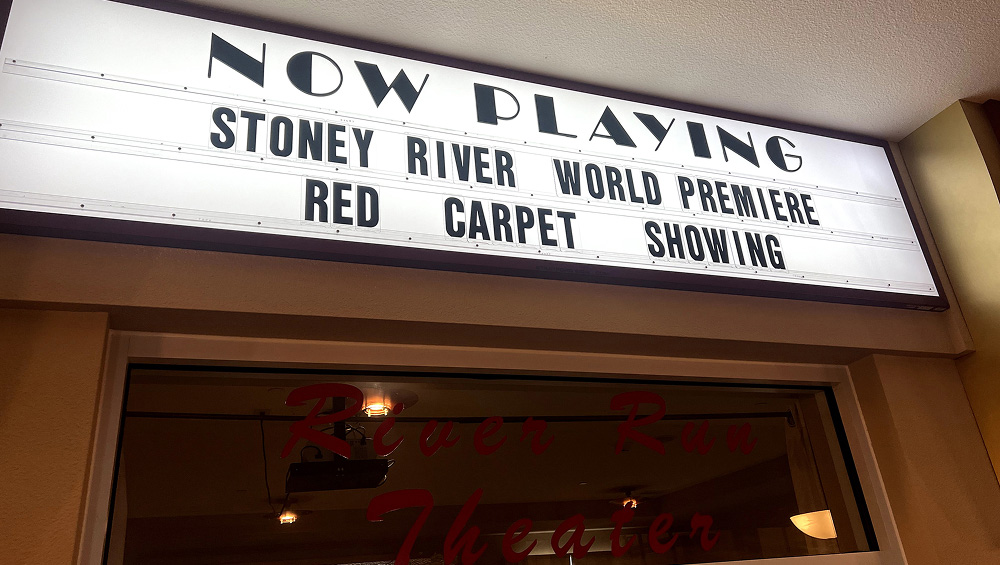 NOW PLAYING
STONEY RIVER WORLD PREMIERE
RED CARPET SHOWING
River Run
Theater